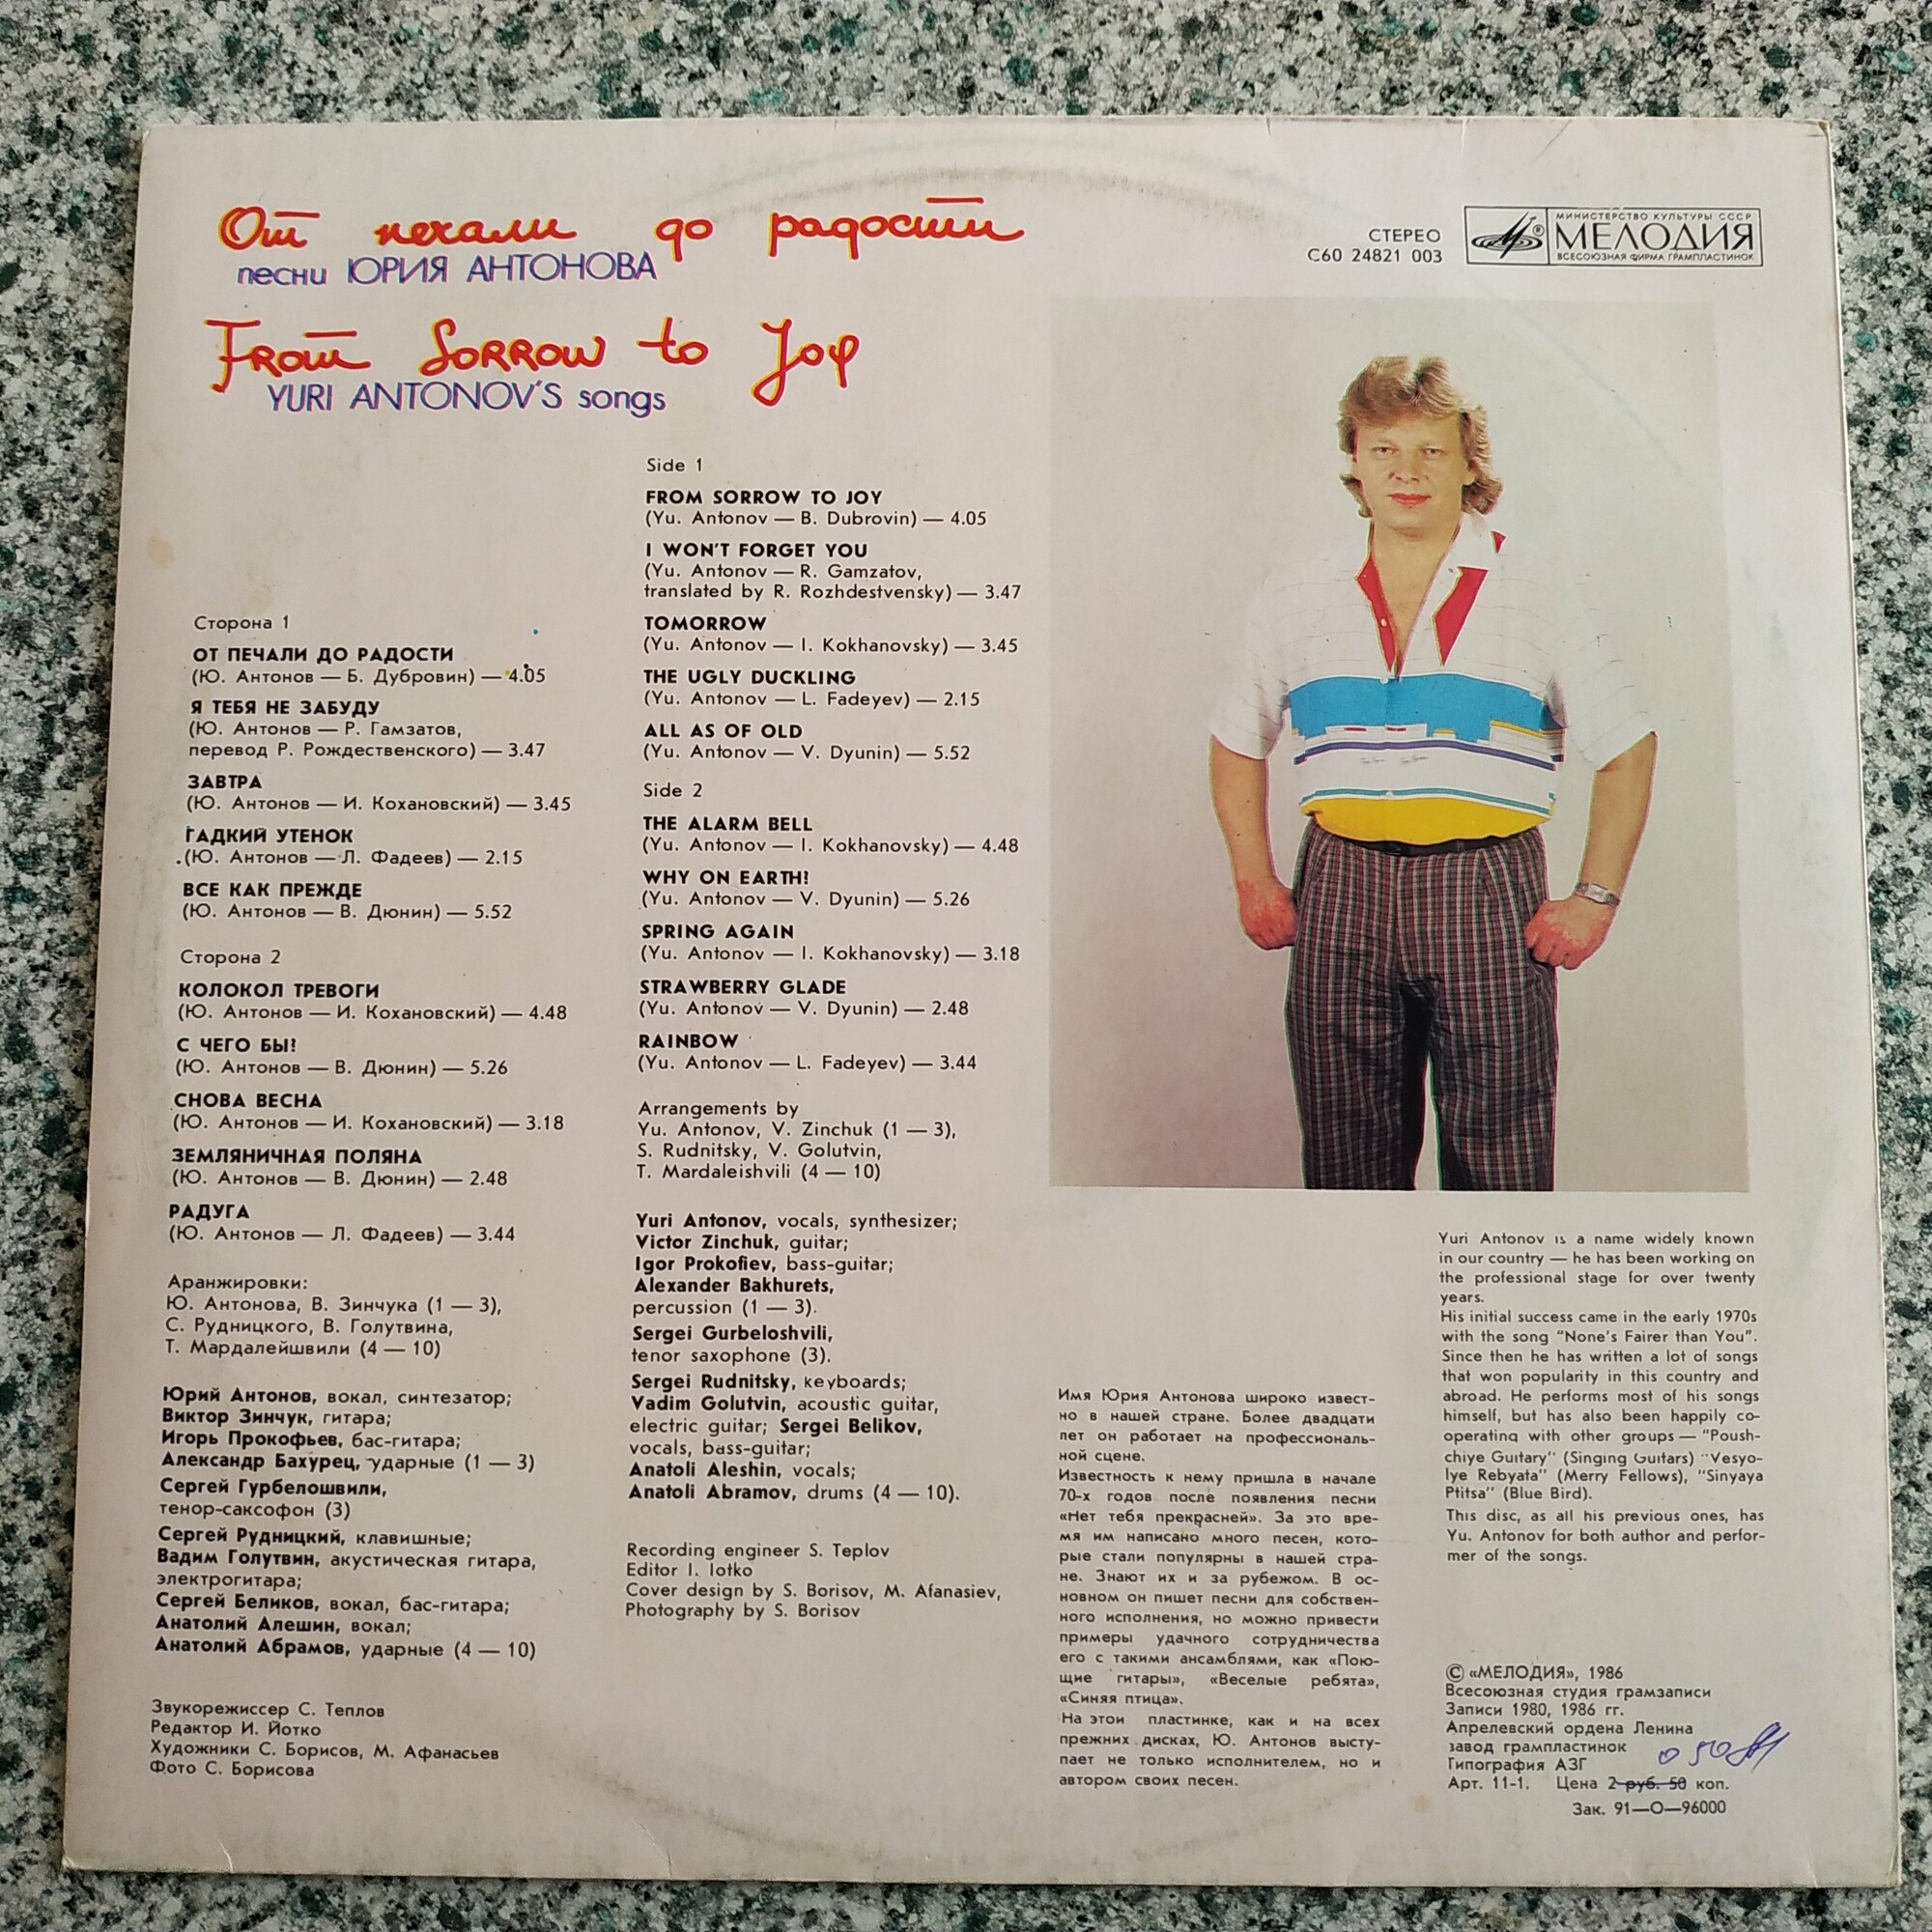 От печали до радости
песни ЮРИЯ АНТОНОВА
From Sorrow to Joy
YURI ANTONOV'S songs
СТЕРЕО
С60 24821 003
МИНИСТЕРСТВО КУЛЬТУРЫ СССР
МЕЛОДИЯ
ВСЕСОЮЗНАЯ ФИРМА ГРАМПЛАСТИНОК
Сторона 1
ОТ ПЕЧАЛИ ДО РАДОСТИ
(Ю. Антонов — Б. Дубровин) — 4.05
Я ТЕБЯ НЕ ЗАБУДУ
(Ю. Антонов — Р. Гамзатов,
перевод Р. Рождественского) — 3.47
ЗАВТРА
(Ю. Антонов — И. Кохановский) — 3.45
ГАДКИЙ УТЕНОК
(Ю. Антонов — Л. Фадеев) — 2.15
ВСЕ КАК ПРЕЖДЕ
(Ю. Антонов — В. Дюнин) — 5.52
Сторона 2
КОЛОКОЛ ТРЕВОГИ
(Ю. Антонов — И. Кохановский) — 4.48
С ЧЕГО БЫ?
(Ю. Антонов — В. Дюнин) — 5.26
СНОВА ВЕСНА
(Ю. Антонов — И. Кохановский) — 3.18
ЗЕМЛЯНИЧНАЯ ПОЛЯНА
(Ю. Антонов — В. Дюнин) — 2.48
РАДУГА
(Ю. Антонов — Л. Фадеев) — 3.44
Аранжировки:
Ю. Антонова, В. Зинчука (1 — 3),
С. Рудницкого, В. Голутвина,
Т. Мардалейшвили (4 — 10)
Юрий Антонов, вокал, синтезатор;
Виктор Зинчук, гитара;
Игорь Прокофьев, бас-гитара;
Александр Бахурец, ударные (1 — 3)
Сергей Гурбелошвили,
тенор-саксофон (3)
Сергей Рудницкий, клавишные;
Вадим Голутвин, акустическая гитара,
электрогитара;
Сергей Беликов, вокал, бас-гитара;
Анатолий Алешин, вокал;
Анатолий Абрамов, ударные (4 — 10)
Звукорежиссер С. Теплов
Редактор И. Йотко
Художники С. Борисов, М. Афанасьев
Фото С. Борисова
Side 1
FROM SORROW TO JOY
(Yu. Antonov — B. Dubrovin) — 4.05
I WON'T FORGET YOU
(Yu. Antonov — R. Gamzatov,
translated by R. Rozhdestvensky) — 3.47
TOMORROW
(Yu. Antonov — I. Kokhanovsky) — 3.45
THE UGLY DUCKLING
(Yu. Antonov — L. Fadeyev) — 2.15
ALL AS OF OLD
(Yu. Antonov — V. Dyunin) — 5.52
Side 2
THE ALARM BELL
(Yu. Antonov — I. Kokhanovsky) — 4.48
WHY ON EARTH?
(Yu. Antonov — V. Dyunin) — 5.26
SPRING AGAIN
(Yu. Antonov — I. Kokhanovsky) — 3.18
STRAWBERRY GLADE
(Yu. Antonov — V. Dyunin) — 2.48
RAINBOW
(Yu. Antonov — L. Fadeyev) — 3.44
Arrangements by
Yu. Antonov, V. Zinchuk (1 — 3),
S. Rudnitsky, V. Golutvin,
T. Mardaleishvili (4 — 10)
Yuri Antonov, vocals, synthesizer;
Victor Zinchuk, guitar;
Igor Prokofiev, bass-guitar;
Alexander Bakhurets,
percussion (1 — 3).
Sergei Gurbeloshvili,
tenor saxophone (3).
Sergei Rudnitsky, keyboards;
Vadim Golutvin, acoustic guitar,
electric guitar; Sergei Belikov,
vocals, bass-guitar;
Anatoli Aleshin, vocals;
Anatoli Abramov, drums (4 — 10).
Recording engineer S. Teplov
Editor I. Iotko
Cover design by S. Borisov, M. Afanasiev,
Photography by S. Borisov
Имя Юрия Антонова широко извест-
но в нашей стране. Более двадцати
лет он работает на профессиональ-
ной сцене.
Известность к нему пришла в начале
70-х годов после появления песни
«Нет тебя прекрасней». За это вре-
мя им написано много песен, кото-
рые стали популярны в нашей стра-
не. Знают их и за рубежом. В ос-
новном он пишет песни для собствен-
ного исполнения, но можно привести
примеры удачного сотрудничества
его с такими ансамблями, как «Пою-
щие гитары», «Веселые ребята»,
«Синяя птица».
На этой пластинке, как и на всех
прежних дисках, Ю. Антонов высту-
пает не только исполнителем, но и
автором своих песен.
Yuri Antonov is a name widely known
in our country — he has been working on
the professional stage for over twenty
years.
His initial success came in the early 1970s
with the song "None's Fairer than You".
Since then he has written a lot of songs
that won popularity in this country and
abroad. He performs most of his songs
himself, but has also been happily co-
operating with other groups — "Poush-
chiye Guitary" (Singing Guitars) "Vesyo-
lye Rebyata" (Merry Fellows), "Sinyaya
Ptitsa" (Blue Bird).
This disc, as all his previous ones, has
Yu. Antonov for both author and perfor-
mer of the songs.
© «МЕЛОДИЯ», 1986
Всесоюзная студия грамзаписи
Записи 1980, 1986 гг.
Апрелевский ордена Ленина
завод грампластинок
Типография АЗГ
Арт. 11-1. Цена 2 руб. 50 коп.
Зак. 91—О—96000